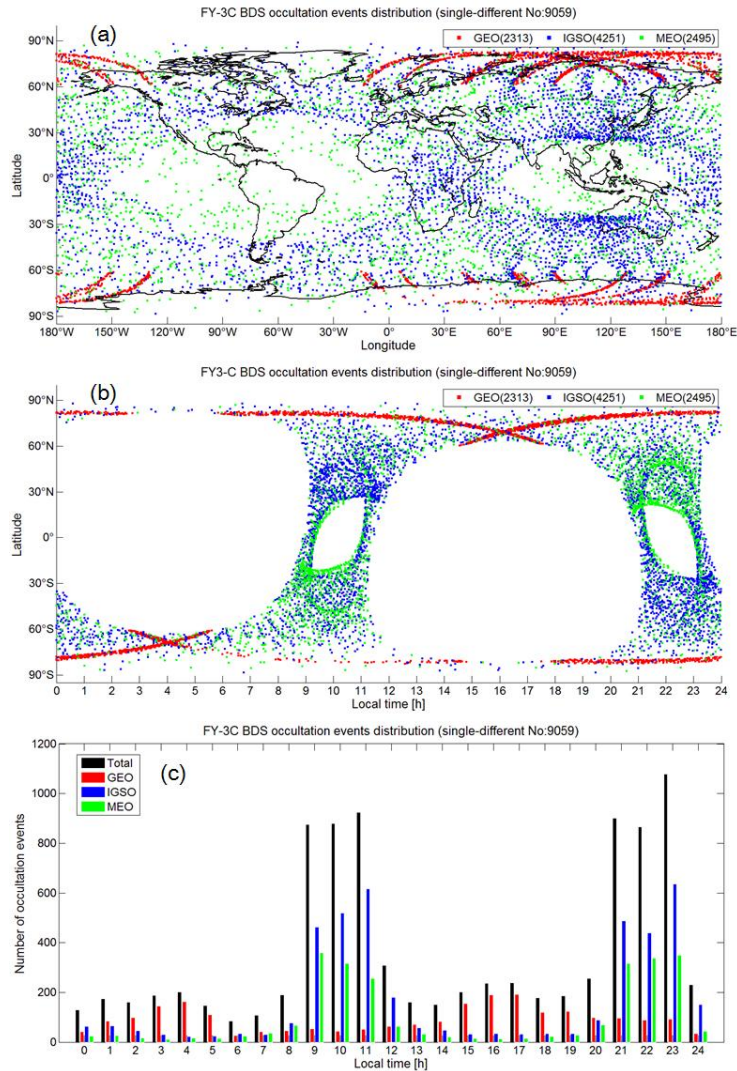 FY-3C BDS occultation events distribution (single-different No:9059)
(a)
GEO(2313) IGSO(4251) MEO(2495)
90°N
60°N
30°N
0°
30°S
60°S
90°S
Latitude
180°W 150°W 120°W 90°W 60°W 30°W 0° 30°E 60°E 90°E 120°E 150°E 180°E
Longitude
FY3-C BDS occultation events distribution (single-different No:9059)
(b)
GEO(2313) IGSO(4251) MEO(2495)
90°N
60°N
30°N
0°
30°S
60°S
90°S
Latitude
0 1 2 3 4 5 6 7 8 9 10 11 12 13 14 15 16 17 18 19 20 21 22 23 24
Local time [h]
FY-3C BDS occultation events distribution (single-different No:9059)
(c)
Total
GEO
IGSO
MEO
1200
1000
800
600
400
200
0
Number of occultation events
0 1 2 3 4 5 6 7 8 9 10 11 12 13 14 15 16 17 18 19 20 21 22 23 24
Local time [h]